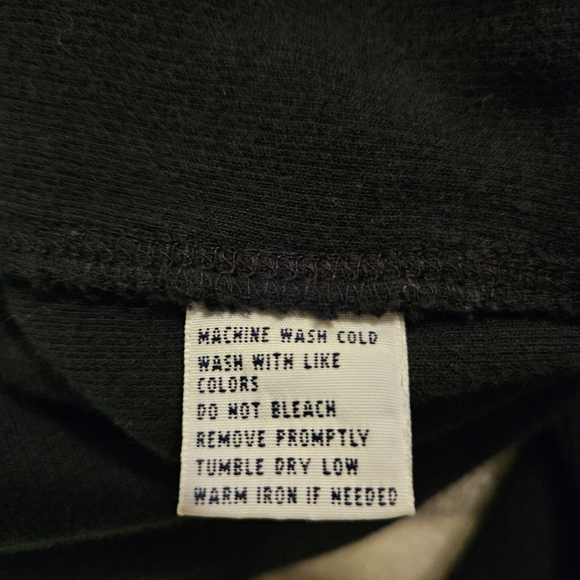 MACHINE WASH COLD
WASH WITH LIKE
COLORS
DO NOT BLEACH
REMOVE PROMPTLY
TUMBLE DRY LOW
WARM IRON IF NEEDED